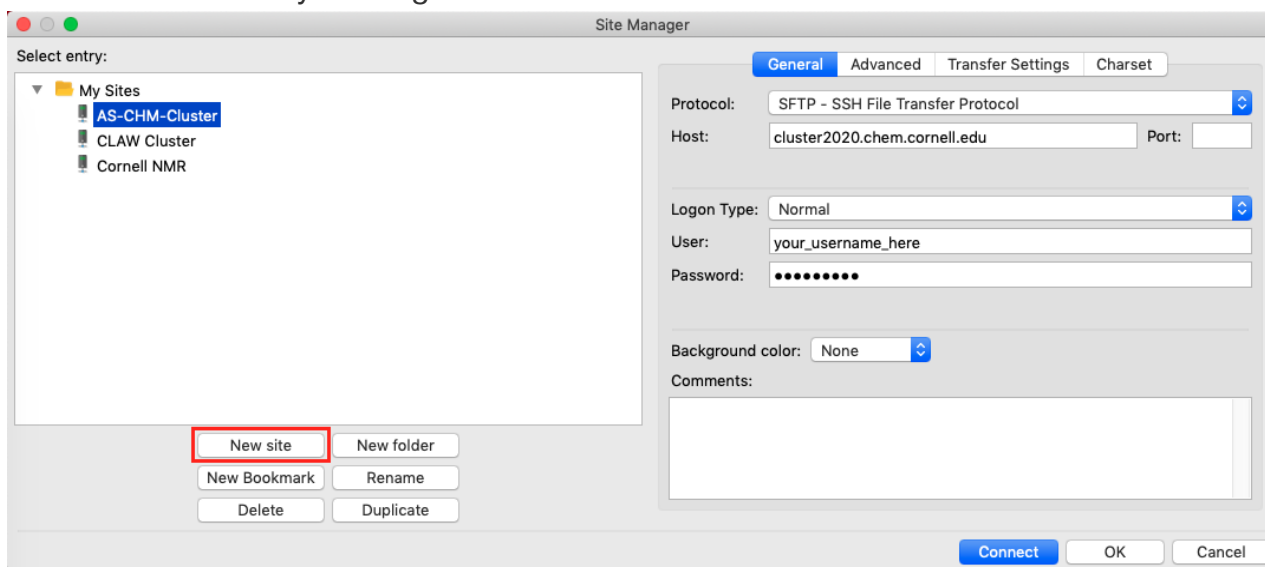 Site Manager
Select entry:
My Sites
AS-CHM-Cluster
CLAW Cluster
Cornell NMR
New site New folder
New Bookmark Rename
Delete Duplicate
General Advanced Transfer Settings Charset
Protocol: SFTP - SSH File Transfer Protocol
Host: cluster2020.chem.cornell.edu Port:
Logon Type: Normal
User: your_username_here
Password: ●●●●●●●●●
Background color: None
Comments:
Connect OK Cancel